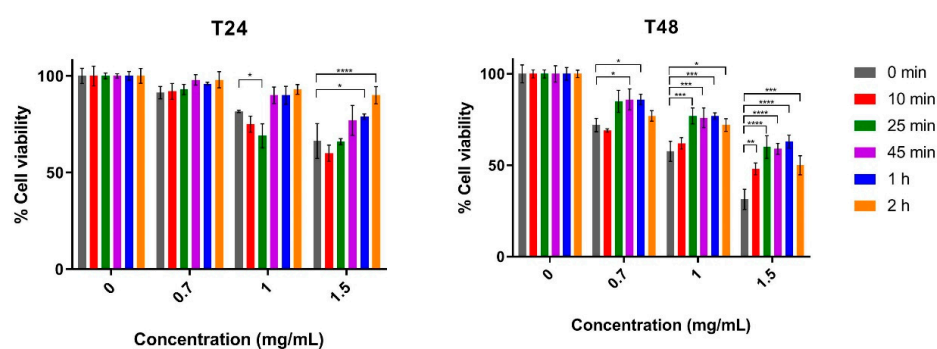 T24
% Cell viability
100
50
0
*
****
*
0
0.7
1
1.5
Concentration (mg/mL)
T48
% Cell viability
100
50
0
*
*
*
***
***
***
***
****
****
****
**
0
0.7
1
1.5
Concentration (mg/mL)
0 min
10 min
25 min
45 min
1 h
2 h